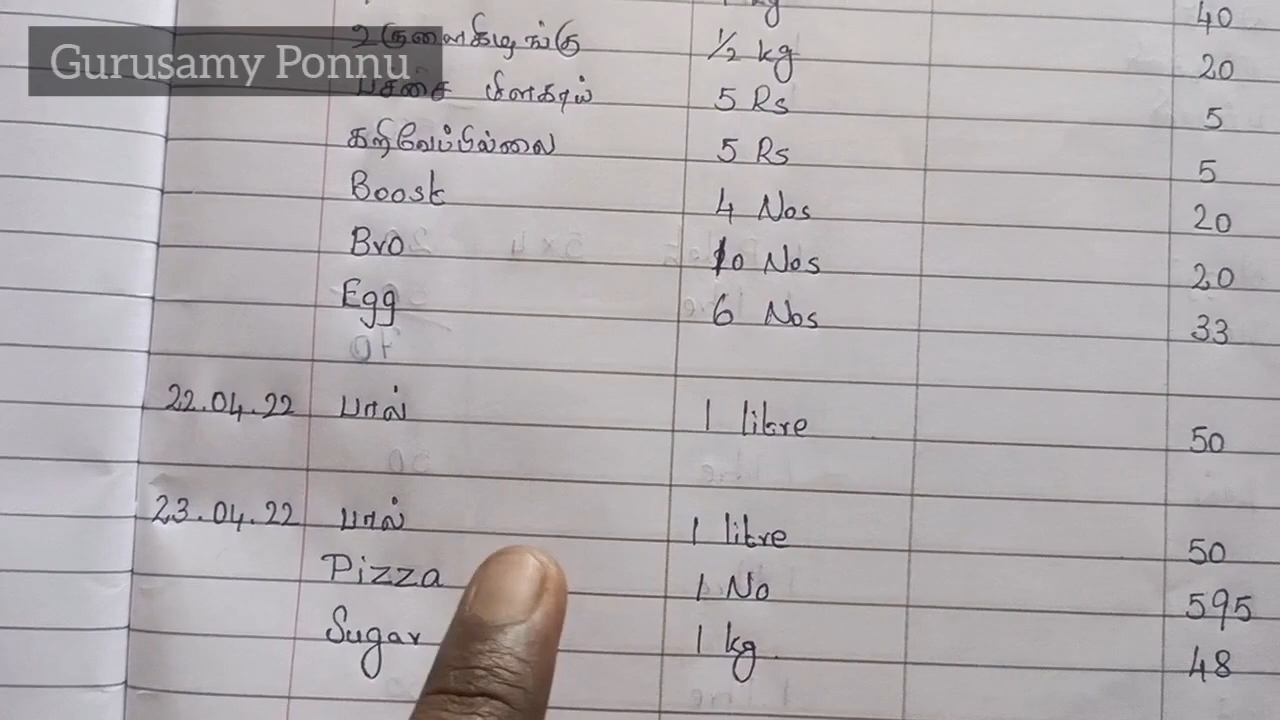 kg 40
Gurusamy Ponnu
உருளைகிழங்கு 1/2 kg 20
பச்சை மிளகாய் 5 Rs 5
கறிவேப்பில்லை 5 Rs 5
Boost 4 Nos 20
Bro 10 Nos 20
Egg 6 Nos 33
22.04.22 பால் 1 litre 50
23.04.22 பால் 1 litre 50
Pizza 1 No 595
Sugar 1 kg 48